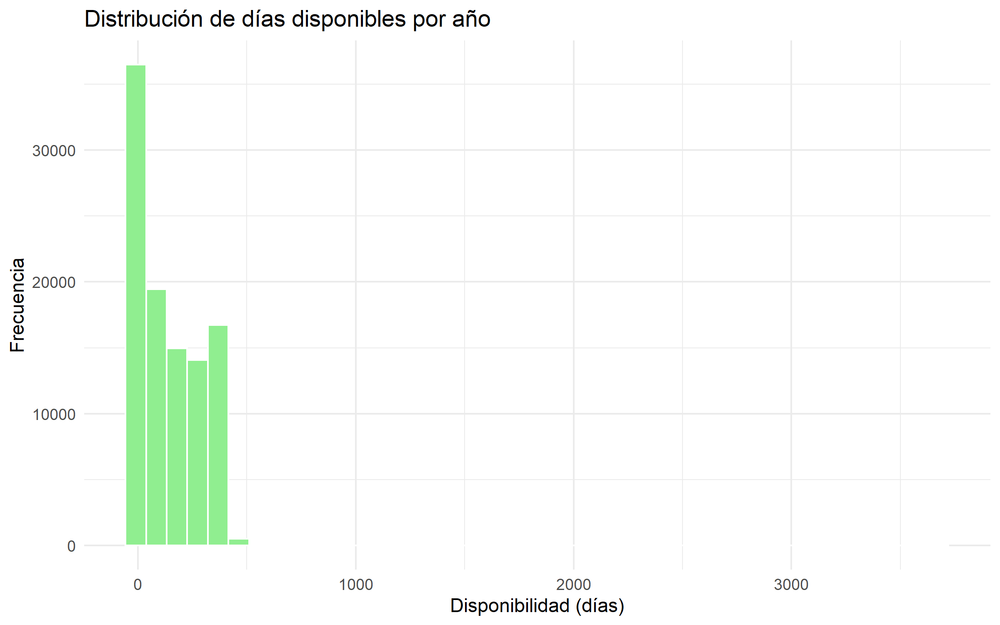 Distribución de días disponibles por año
Frecuencia
30000
20000
10000
0
0 1000 2000 3000
Disponibilidad (días)